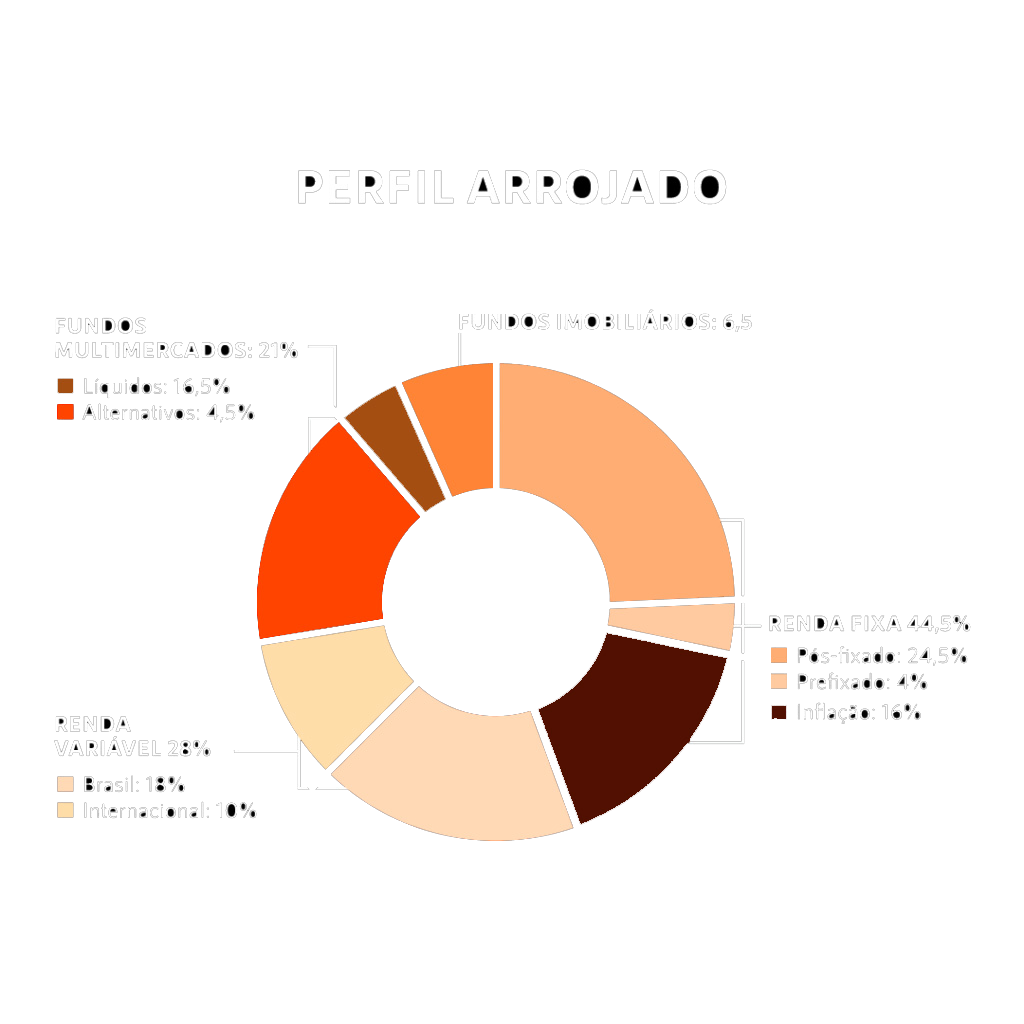 PERFIL ARROJADO
FUNDOS
MULTIMERCADOS: 21%
Líquidos: 16,5%
Alternativos: 4,5%
FUNDOS IMOBILIÁRIOS: 6,5
RENDA FIXA 44,5%
Pós-fixado: 24,5%
Prefixado: 4%
Inflação: 16%
RENDA
VARIÁVEL 28%
Brasil: 18%
Internacional: 10%